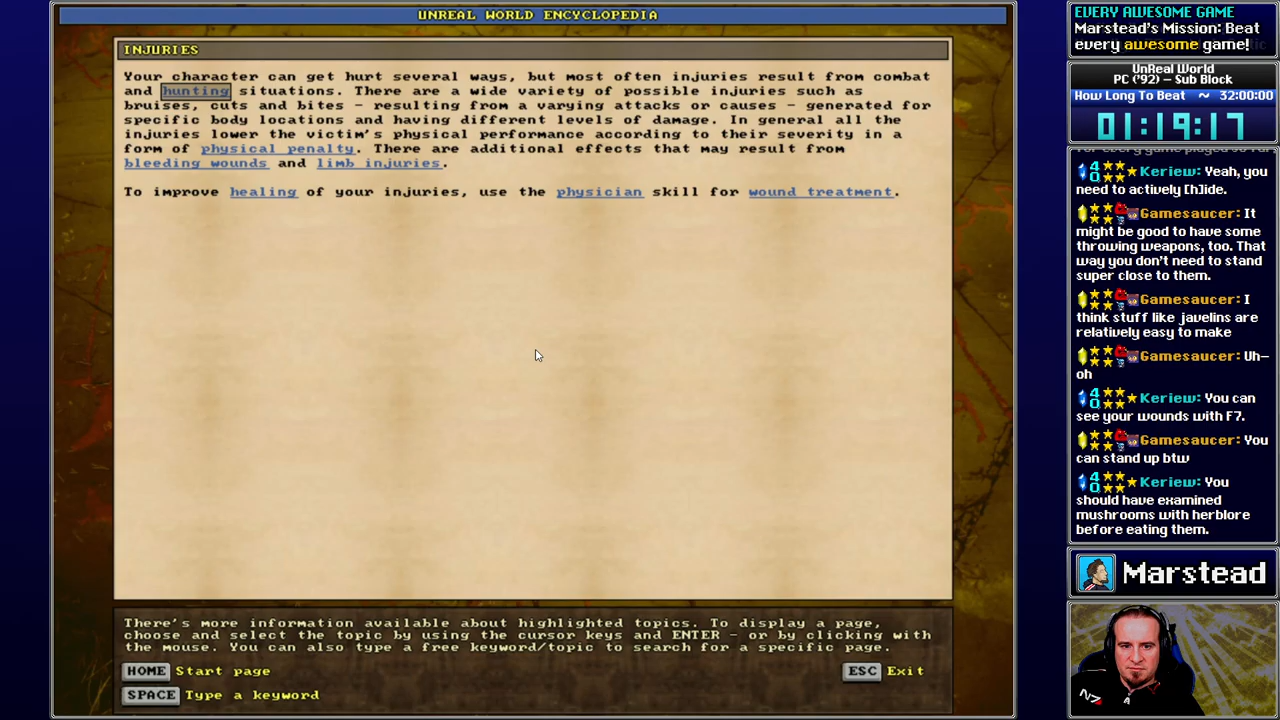 UNREAL WORLD ENCYCLOPEDIA
INJURIES
Your character can get hurt several ways, but most often injuries result from combat
and hunting situations. There are a wide variety of possible injuries such as
bruises, cuts and bites - resulting from a varying attacks or causes - generated for
specific body locations and having different levels of damage. In general all the
injuries lower the victim's physical performance according to their severity in a
form of physical penalty. There are additional effects that may result from
bleeding wounds and limb injuries.
To improve healing of your injuries, use the physician skill for wound treatment.
There's more information available about highlighted topics. To display a page,
choose and select the topic by using the cursor keys and ENTER - or by clicking with
the mouse. You can also type a free keyword/topic to search for a specific page.
HOME Start page
ESC Exit
SPACE Type a keyword
EVERY AWESOME GAME
Marstead's Mission: Beat
every awesome game!
UnReal World
PC ('92) – Sub Block
How Long To Beat ~ 32:00:00
01:19:17
Keriew: Yeah, you
need to actively [h]ide.
Gamesaucer: It
might be good to have some
throwing weapons, too. That
way you don't need to stand
super close to them.
Gamesaucer: I
think stuff like javelins are
relatively easy to make
Gamesaucer: Uh-
oh
Keriew: You can
see your wounds with F7.
Gamesaucer: You
can stand up btw
Keriew: You
should have examined
mushrooms with herblore
before eating them.
Marstead
N7